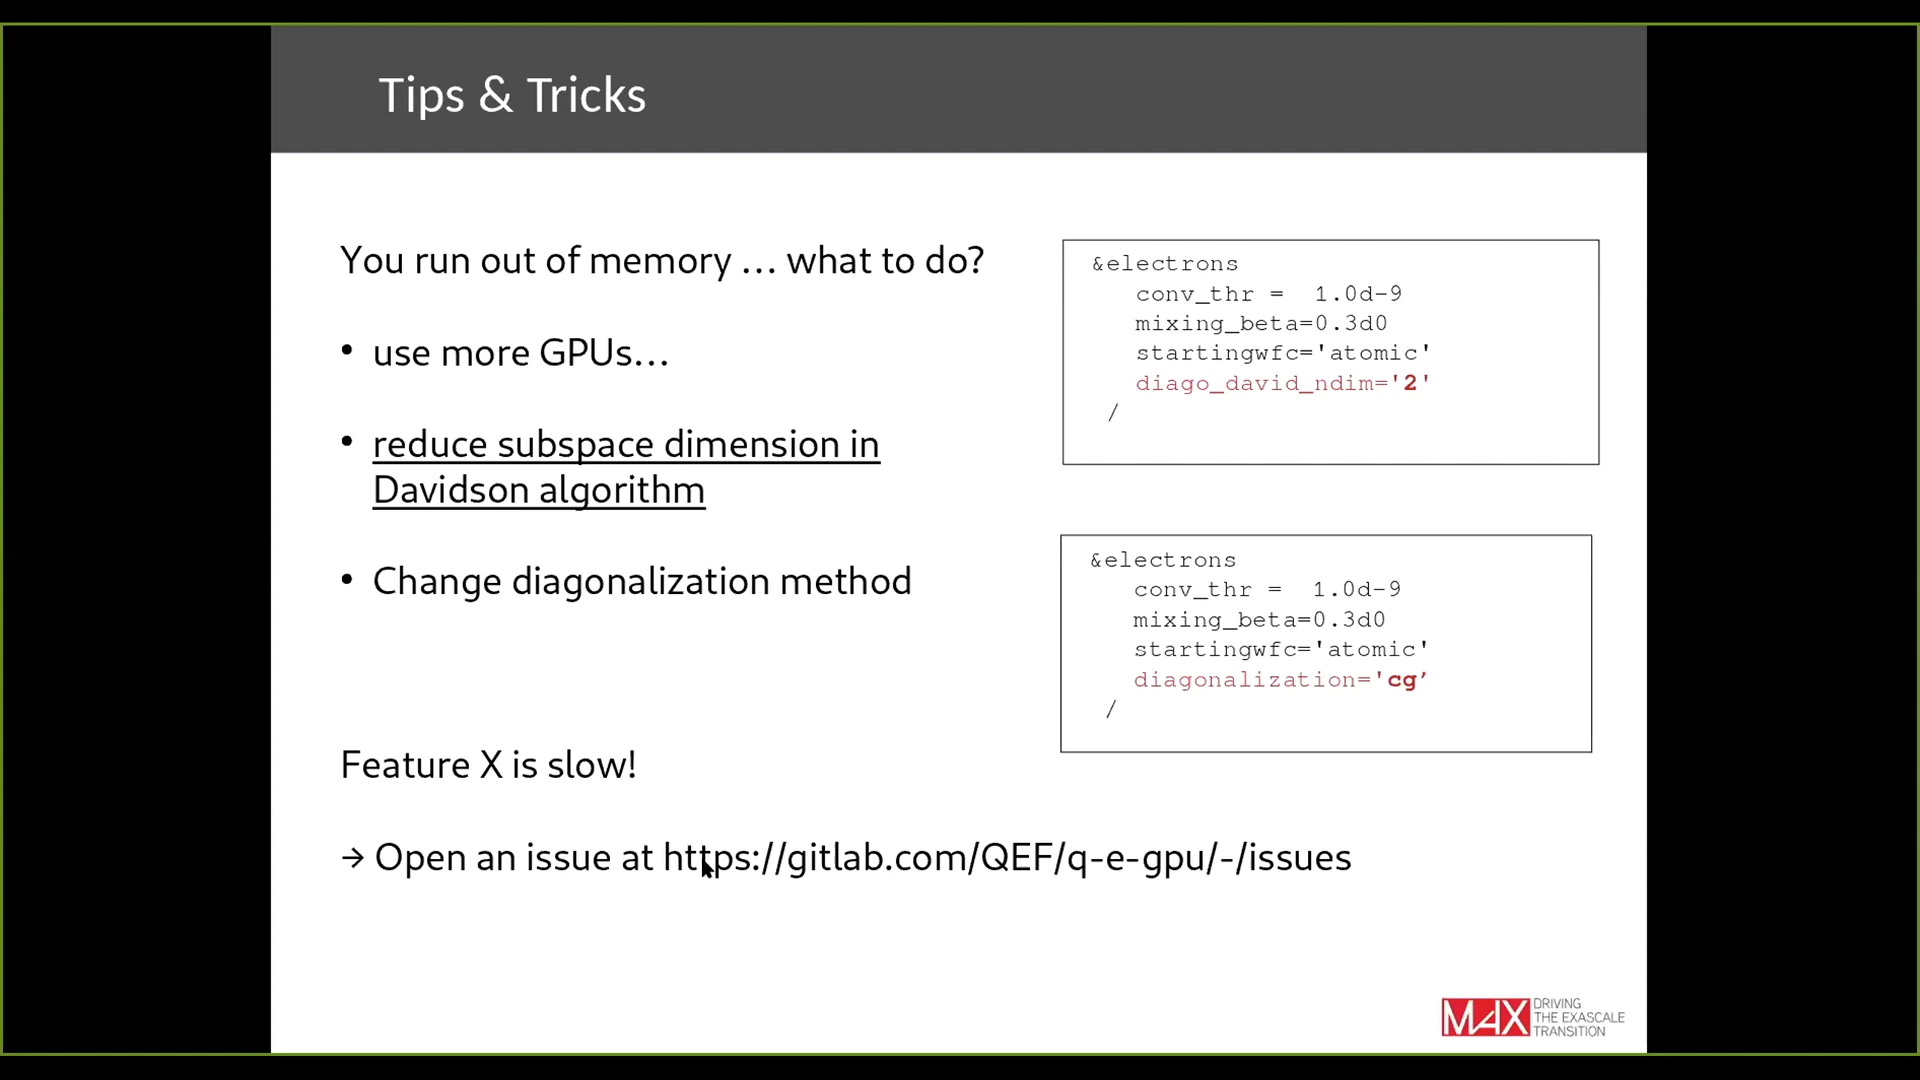 Tips & Tricks
You run out of memory … what to do?
• use more GPUs…
• reduce subspace dimension in
Davidson algorithm
• Change diagonalization method
&electrons
conv_thr =  1.0d-9
mixing_beta=0.3d0
startingwfc='atomic'
diago_david_ndim='2'
/
&electrons
conv_thr =  1.0d-9
mixing_beta=0.3d0
startingwfc='atomic'
diagonalization='cg’
/
Feature X is slow!
→ Open an issue at https://gitlab.com/QEF/q-e-gpu/-/issues
MAX
DRIVING
THE EXASCALE
TRANSITION